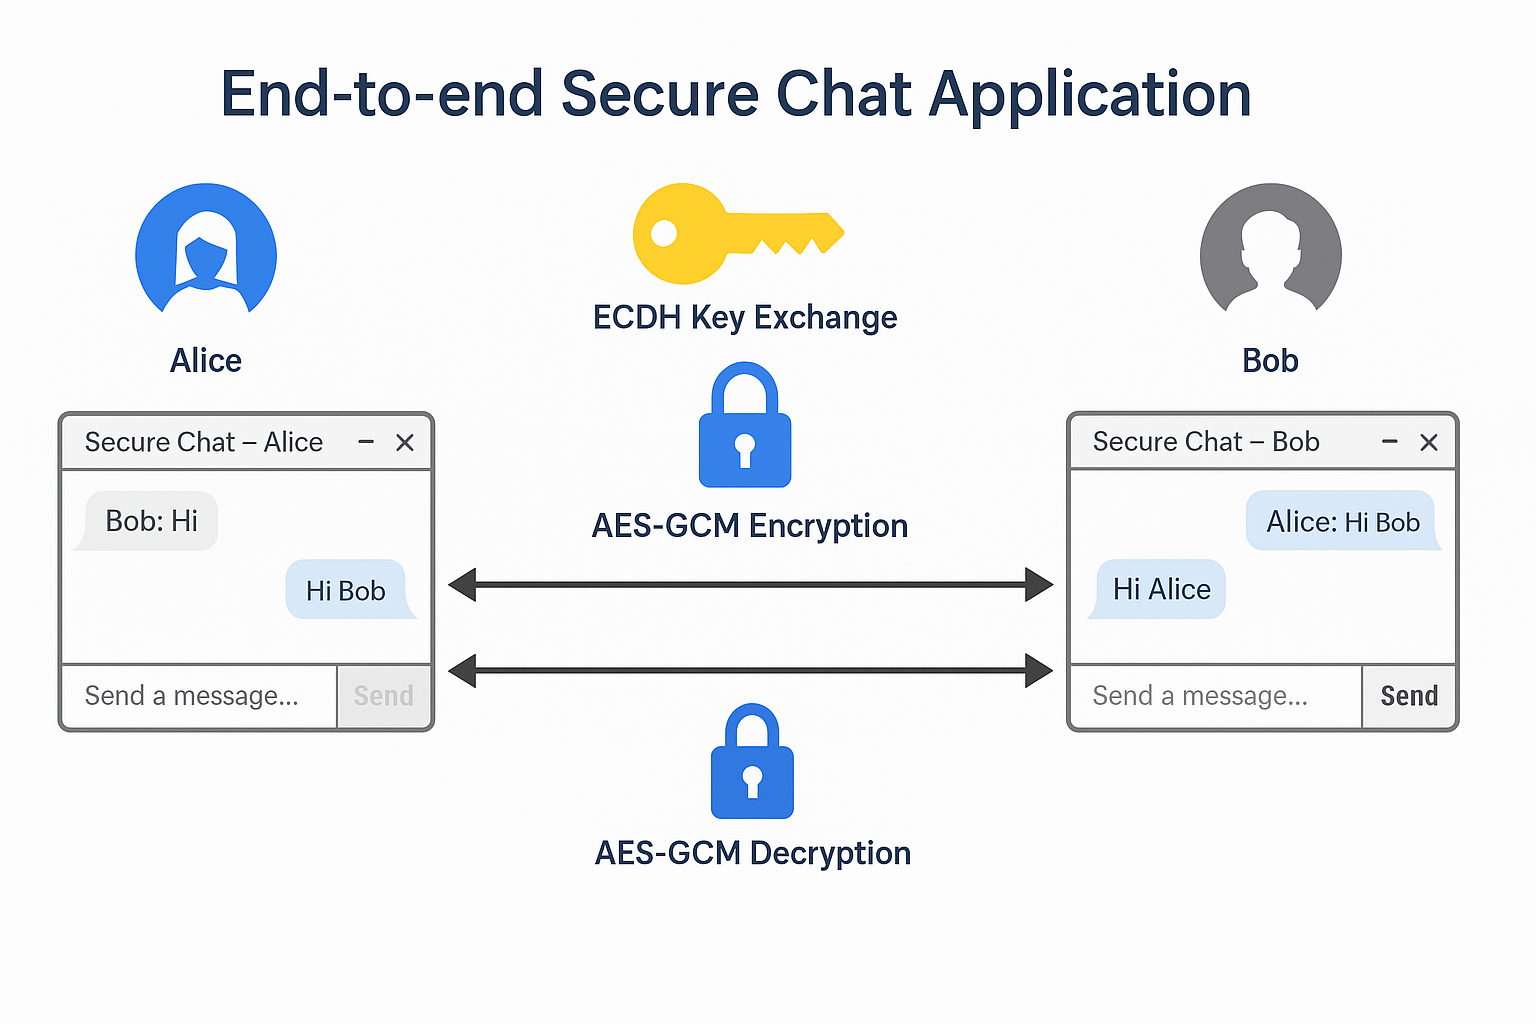 End-to-end Secure Chat Application
ECDH Key Exchange
Alice
Bob
Secure Chat – Alice
Bob: Hi
Hi Bob
Send a message...
Send
AES-GCM Encryption
AES-GCM Decryption
Secure Chat – Bob
Alice: Hi Bob
Hi Alice
Send a message...
Send